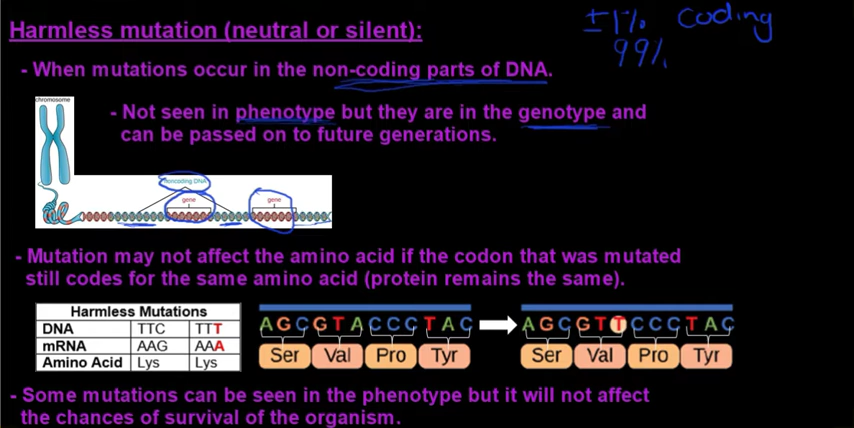 Harmless mutation (neutral or silent):
±1% coding
99%
- When mutations occur in the non-coding parts of DNA.
chromosome
- Not seen in phenotype but they are in the genotype and
can be passed on to future generations.
noncoding DNA
gene gene
- Mutation may not affect the amino acid if the codon that was mutated
still codes for the same amino acid (protein remains the same).
Harmless Mutations
DNA TTC TTT
mRNA AAG AAA
Amino Acid Lys Lys
AGCGTACCCTAC
Ser Val Pro Tyr
AGCGTTCCCTAC
Ser Val Pro Tyr
- Some mutations can be seen in the phenotype but it will not affect
the chances of survival of the organism.